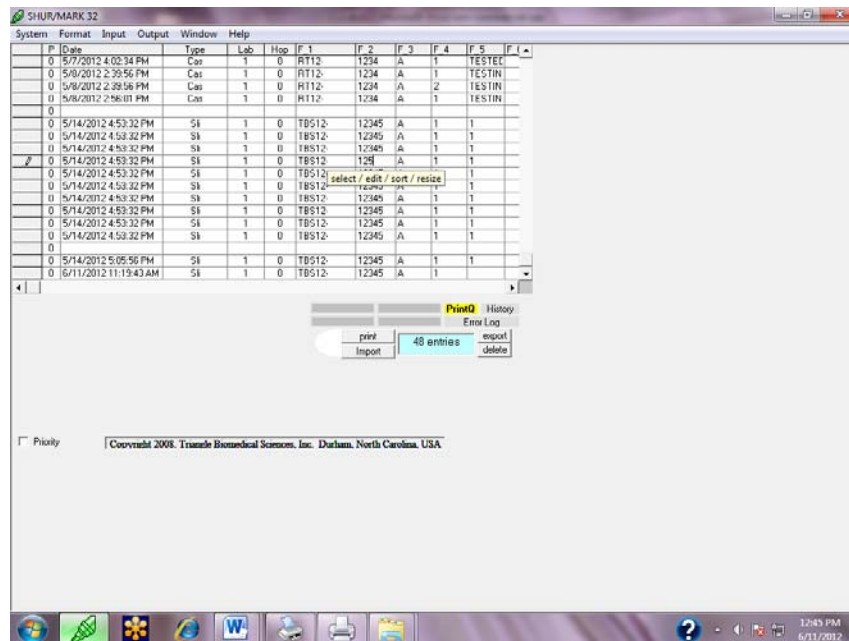 SHUR/MARK 32
System Format Input Output Window Help
P Date Type Lab Hop F_1 F_2 F_3 F_4 F_5
0 5/7/2012 4:02:34 PM Cas 1 0 RT12- 1234 A 1 TESTED
0 5/8/2012 2:39:56 PM Cas 1 0 RT12- 1234 A 1 TESTIN
0 5/8/2012 2:39:56 PM Cas 1 0 RT12- 1234 A 2 TESTIN
0 5/8/2012 2:56:01 PM Cas 1 0 RT12- 1234 A 1 TESTIN
0
0 5/14/2012 4:53:32 PM Sli 1 0 TBS12- 12345 A 1 1
0 5/14/2012 4:53:32 PM Sli 1 0 TBS12- 12345 A 1 1
0 5/14/2012 4:53:32 PM Sli 1 0 TBS12- 12345 A 1 1
0 5/14/2012 4:53:32 PM Sli 1 0 TBS12- 125 A 1 1
0 5/14/2012 4:53:32 PM Sli 1 0 TBS12- 1 1
select / edit / sort / resize
0 5/14/2012 4:53:32 PM Sli 1 0 TBS12- 12345 A 1 1
0 5/14/2012 4:53:32 PM Sli 1 0 TBS12- 12345 A 1 1
0 5/14/2012 4:53:32 PM Sli 1 0 TBS12- 12345 A 1 1
0 5/14/2012 4:53:32 PM Sli 1 0 TBS12- 12345 A 1 1
0 5/14/2012 4:53:32 PM Sli 1 0 TBS12- 12345 A 1 1
0
0 5/14/2012 5:05:56 PM Sli 1 0 TBS12- 12345 A 1 1
0 6/11/2012 11:19:43 AM Sli 1 0 TBS12- 12345 A 1
PrintQ History
Error Log
print 48 entries export
Import delete
Priority Copyright 2008, Triangle Biomedical Sciences, Inc. Durham, North Carolina, USA
12:45 PM
6/11/2012